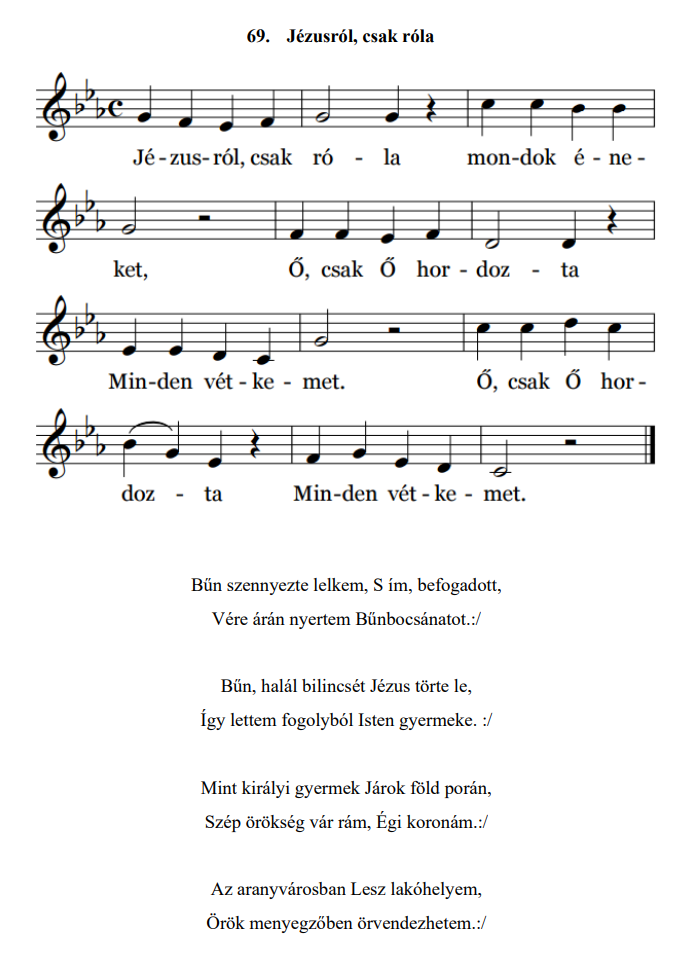 69. Jézusról, csak róla
Jé-zus-ról, csak ró - la mon-dok é-ne-
ket, Ő, csak Ő hor-doz - ta
Min-den vét-ke-met. Ő, csak Ő hor-
doz - ta Min-den vét-ke-met.
Bűn szennyezte lelkem, S ím, befogadott,
Vére árán nyertem Bűnbocsánatot.:/
Bűn, halál bilincsét Jézus törte le,
Így lettem fogolyból Isten gyermeke. :/
Mint királyi gyermek Járok föld porán,
Szép örökség vár rám, Égi koronám.:/
Az aranyvárosban Lesz lakóhelyem,
Örök menyegzőben örvendezhetem.:/